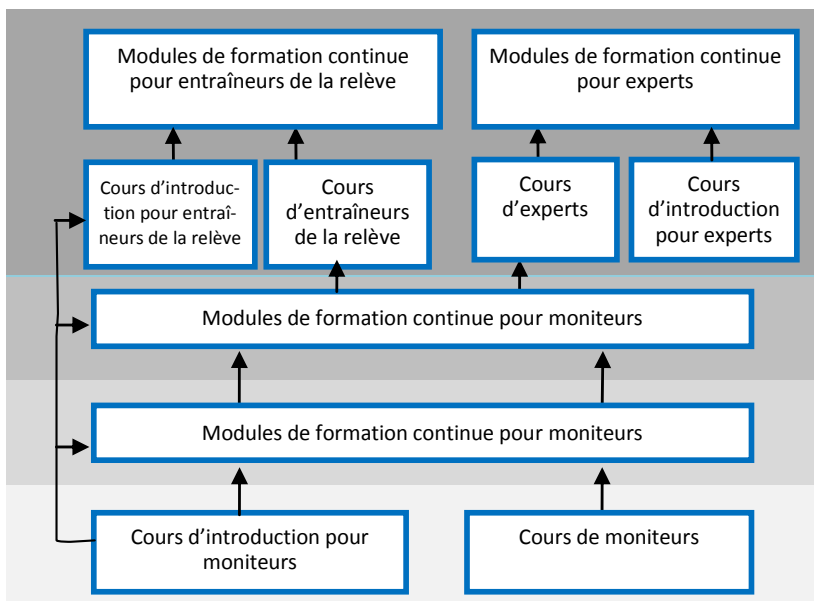 Modules de formation continue
pour entraîneurs de la relève
Modules de formation continue
pour experts
Cours d'introduc-
tion pour entraî-
neurs de la relève
Cours
d'entraîneurs
de la relève
Cours
d'experts
Cours
d'introduction
pour experts
Modules de formation continue pour moniteurs
Modules de formation continue pour moniteurs
Cours d'introduction pour
moniteurs
Cours de moniteurs